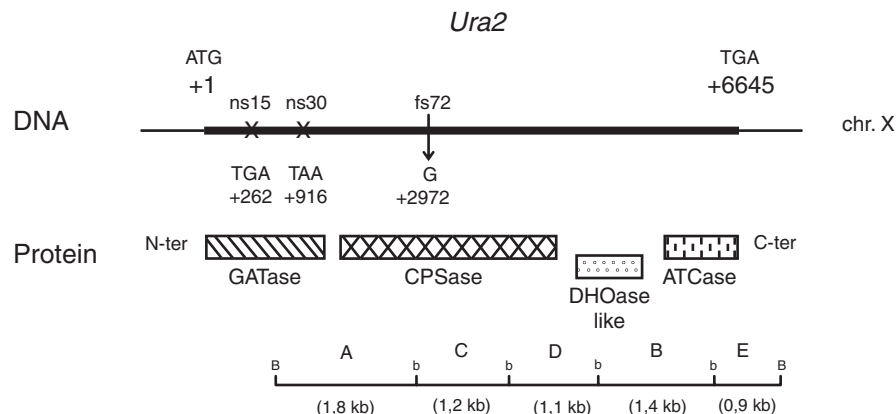 Ura2
ATG
+1
TGA
+6645
ns15 ns30 fs72
DNA
chr. X
TGA TAA G
+262 +916 +2972
Protein N-ter C-ter
GATase CPSase DHOase like ATCase
A C D B E
B b b b b B
(1,8 kb) (1,2 kb) (1,1 kb) (1,4 kb) (0,9 kb)